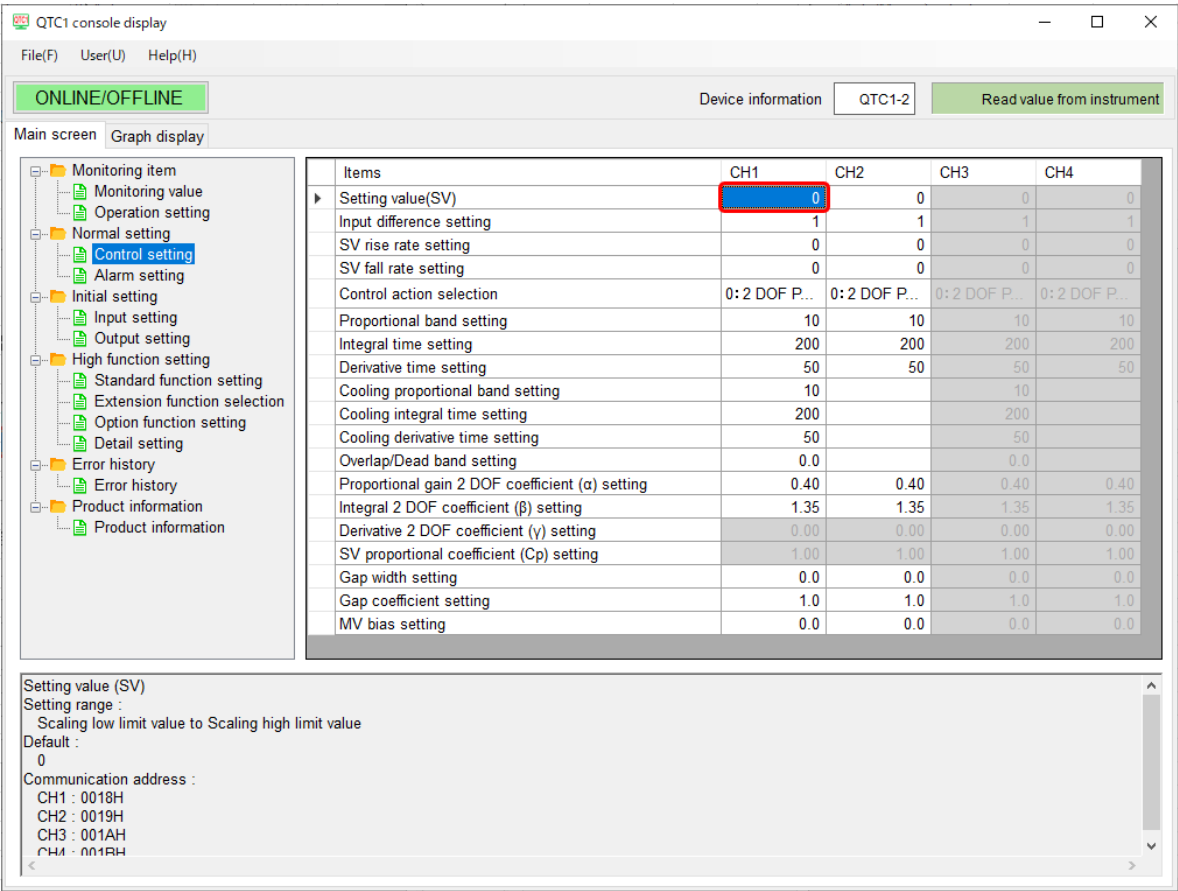 QTC1 console display
File(F) User(U) Help(H)
ONLINE/OFFLINE Device information QTC1-2 Read value from instrument
Main screen Graph display
Monitoring item
Monitoring value
Operation setting
Normal setting
Control setting
Alarm setting
Initial setting
Input setting
Output setting
High function setting
Standard function setting
Extension function selection
Option function setting
Detail setting
Error history
Error history
Product information
Product information
Items CH1 CH2 CH3 CH4
Setting value(SV) 0 0 0 0
Input difference setting 1 1 1 1
SV rise rate setting 0 0 0 0
SV fall rate setting 0 0 0 0
Control action selection 0: 2 DOF P... 0: 2 DOF P... 0: 2 DOF P... 0: 2 DOF P...
Proportional band setting 10 10 10 10
Integral time setting 200 200 200 200
Derivative time setting 50 50 50 50
Cooling proportional band setting 10 10
Cooling integral time setting 200 200
Cooling derivative time setting 50 50
Overlap/Dead band setting 0.0 0.0
Proportional gain 2 DOF coefficient (α) setting 0.40 0.40 0.40 0.40
Integral 2 DOF coefficient (β) setting 1.35 1.35 1.35 1.35
Derivative 2 DOF coefficient (γ) setting 0.00 0.00 0.00 0.00
SV proportional coefficient (Cp) setting 1.00 1.00 1.00 1.00
Gap width setting 0.0 0.0 0.0 0.0
Gap coefficient setting 1.0 1.0 1.0 1.0
MV bias setting 0.0 0.0 0.0 0.0
Setting value (SV)
Setting range :
Scaling low limit value to Scaling high limit value
Default :
0
Communication address :
CH1 : 0018H
CH2 : 0019H
CH3 : 001AH
CH4 : 001BH